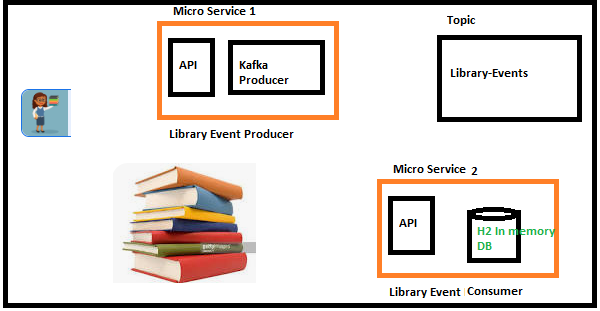 Micro Service 1
Topic
API
Kafka
Producer
Library-Events
Library Event Producer
Micro Service 2
API
H2 In memory
DB
gettyimages
Library Event Consumer